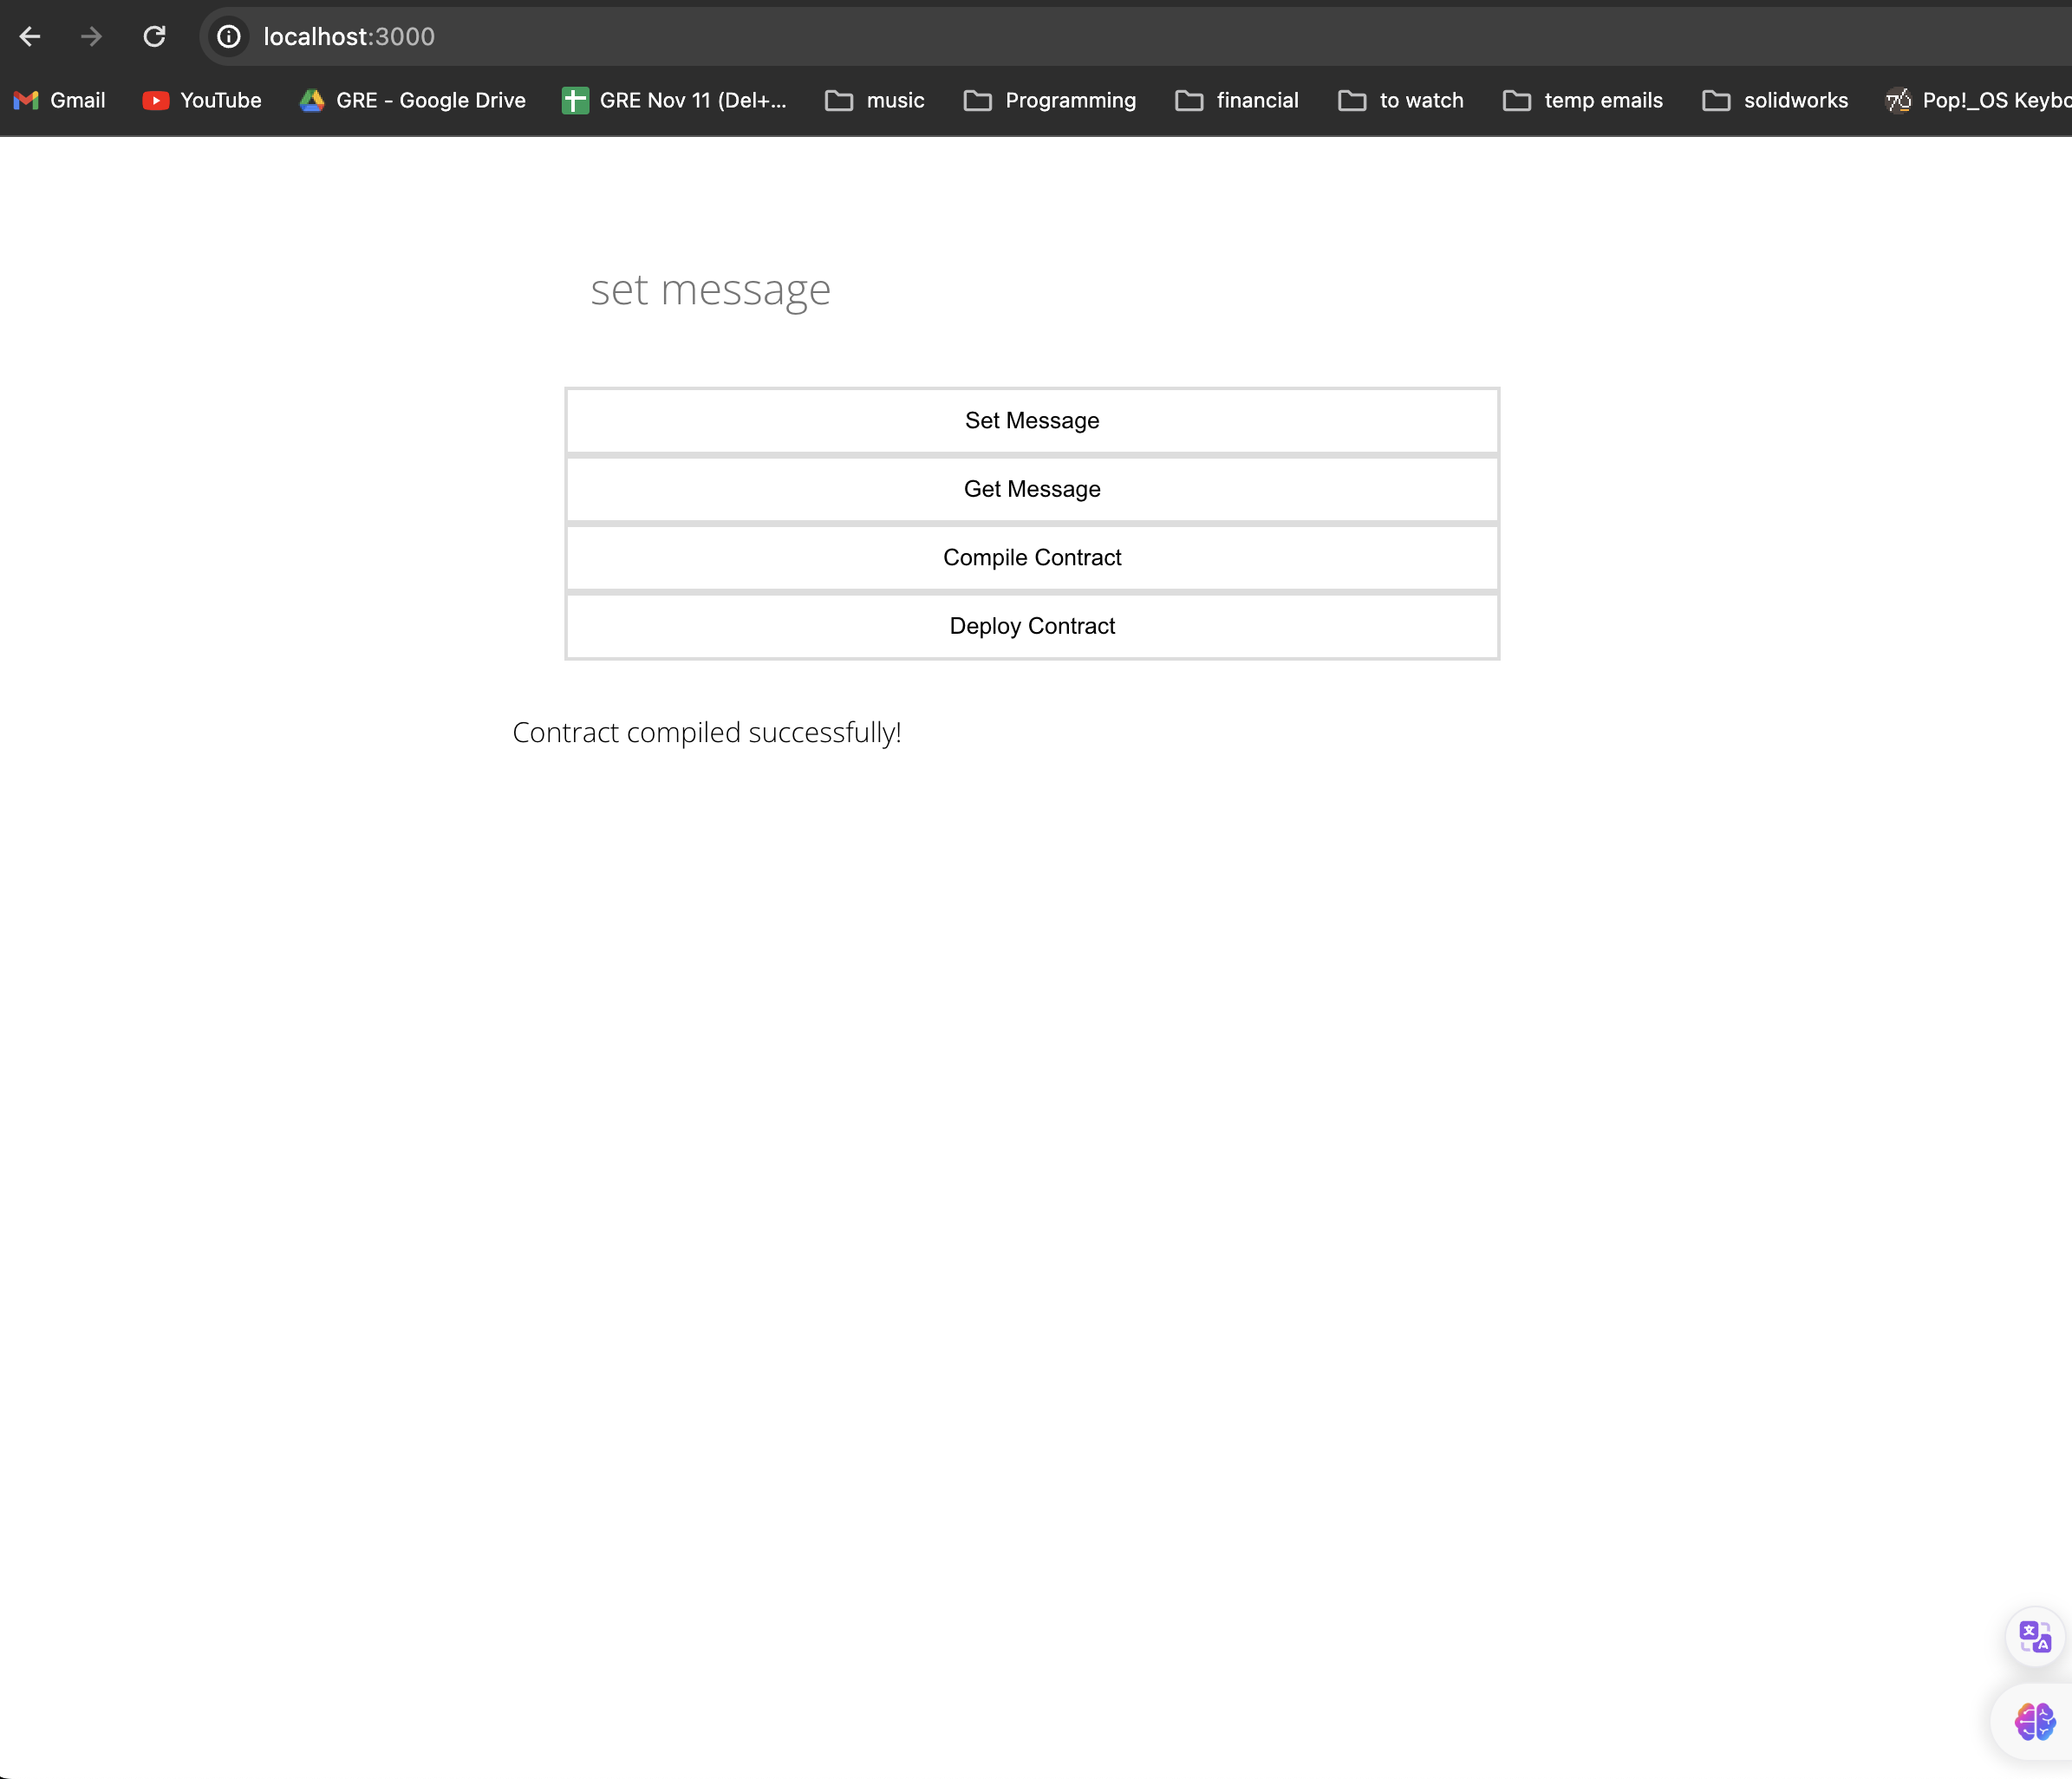 localhost:3000
Gmail YouTube GRE - Google Drive GRE Nov 11 (Del+... music Programming financial to watch temp emails solidworks Pop!_OS Keybo
set message
Set Message
Get Message
Compile Contract
Deploy Contract
Contract compiled successfully!